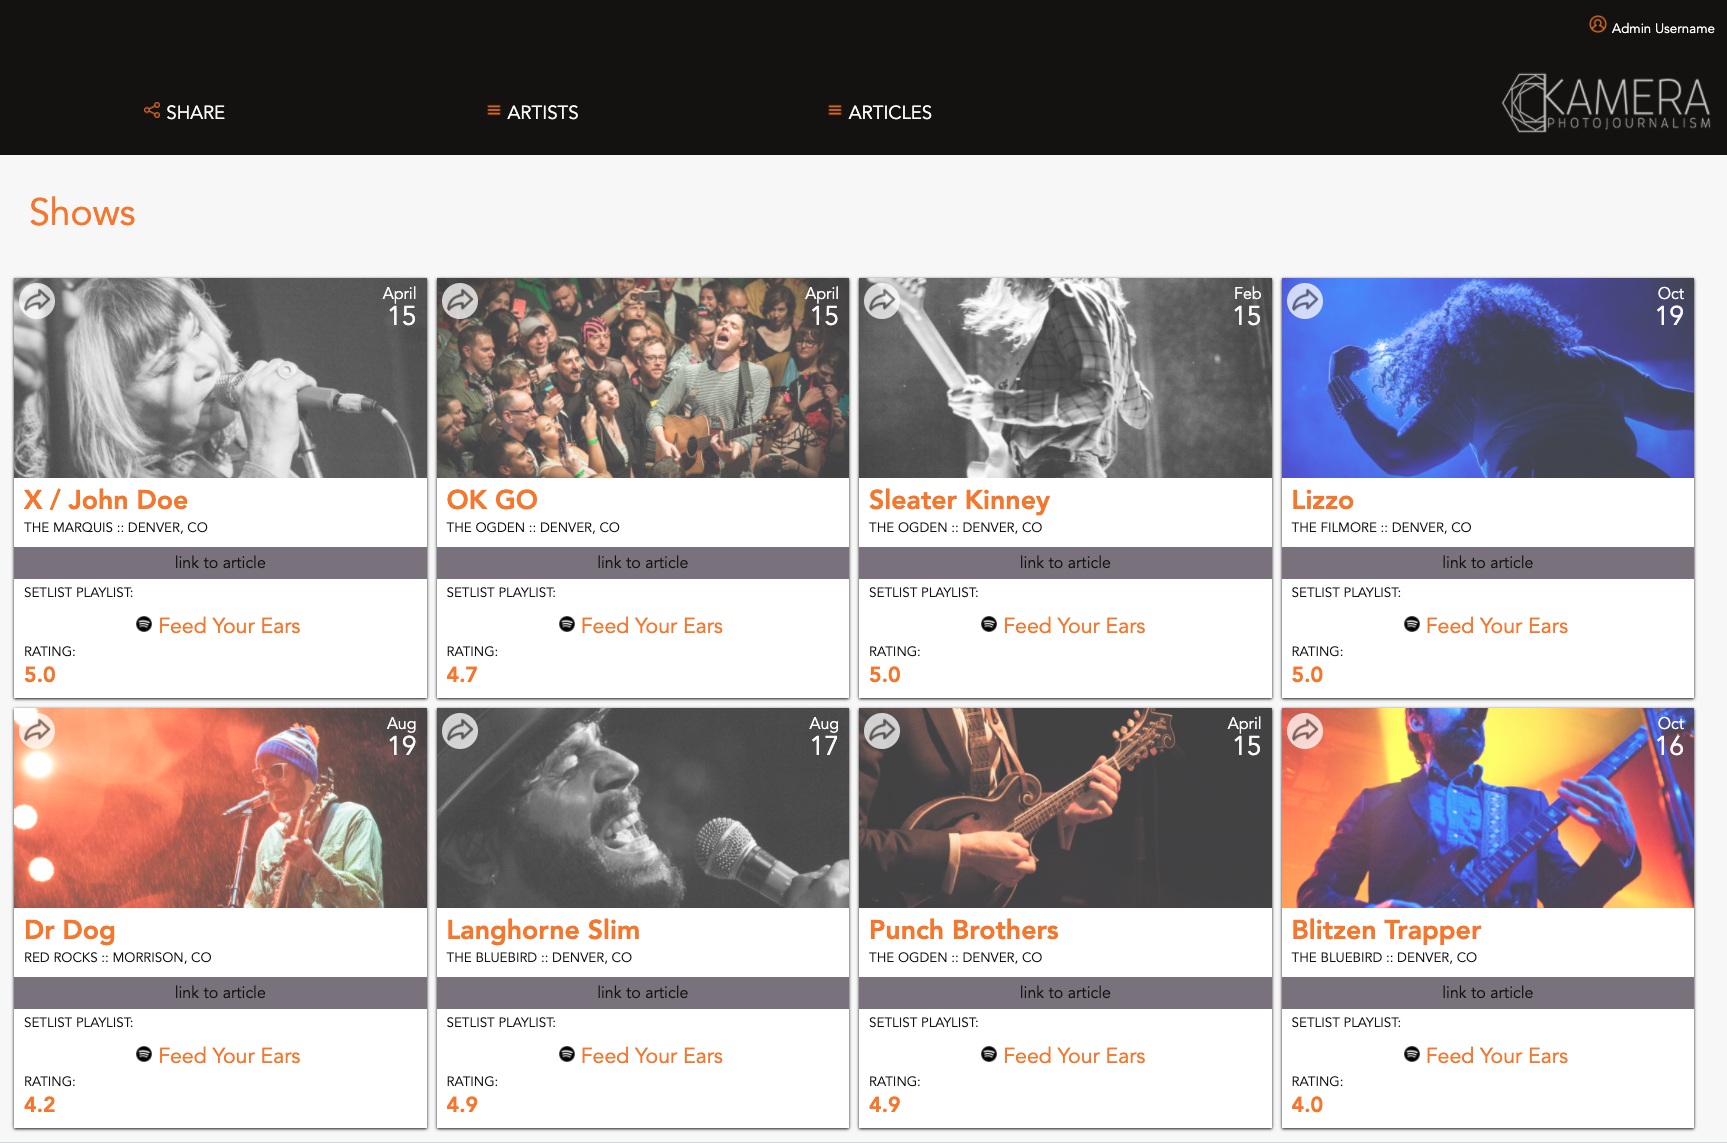 Admin Username
SHARE
ARTISTS
ARTICLES
KAMERA
PHOTOJOURNALISM
Shows
April
15
X / John Doe
THE MARQUIS :: DENVER, CO
link to article
SETLIST PLAYLIST:
Feed Your Ears
RATING:
5.0
April
15
OK GO
THE OGDEN :: DENVER, CO
link to article
SETLIST PLAYLIST:
Feed Your Ears
RATING:
4.7
Feb
15
Sleater Kinney
THE OGDEN :: DENVER, CO
link to article
SETLIST PLAYLIST:
Feed Your Ears
RATING:
5.0
Oct
19
Lizzo
THE FILMORE :: DENVER, CO
link to article
SETLIST PLAYLIST:
Feed Your Ears
RATING:
5.0
Aug
19
Dr Dog
RED ROCKS :: MORRISON, CO
link to article
SETLIST PLAYLIST:
Feed Your Ears
RATING:
4.2
Aug
17
Langhorne Slim
THE BLUEBIRD :: DENVER, CO
link to article
SETLIST PLAYLIST:
Feed Your Ears
RATING:
4.9
April
15
Punch Brothers
THE OGDEN :: DENVER, CO
link to article
SETLIST PLAYLIST:
Feed Your Ears
RATING:
4.9
Oct
16
Blitzen Trapper
THE BLUEBIRD :: DENVER, CO
link to article
SETLIST PLAYLIST:
Feed Your Ears
RATING:
4.0